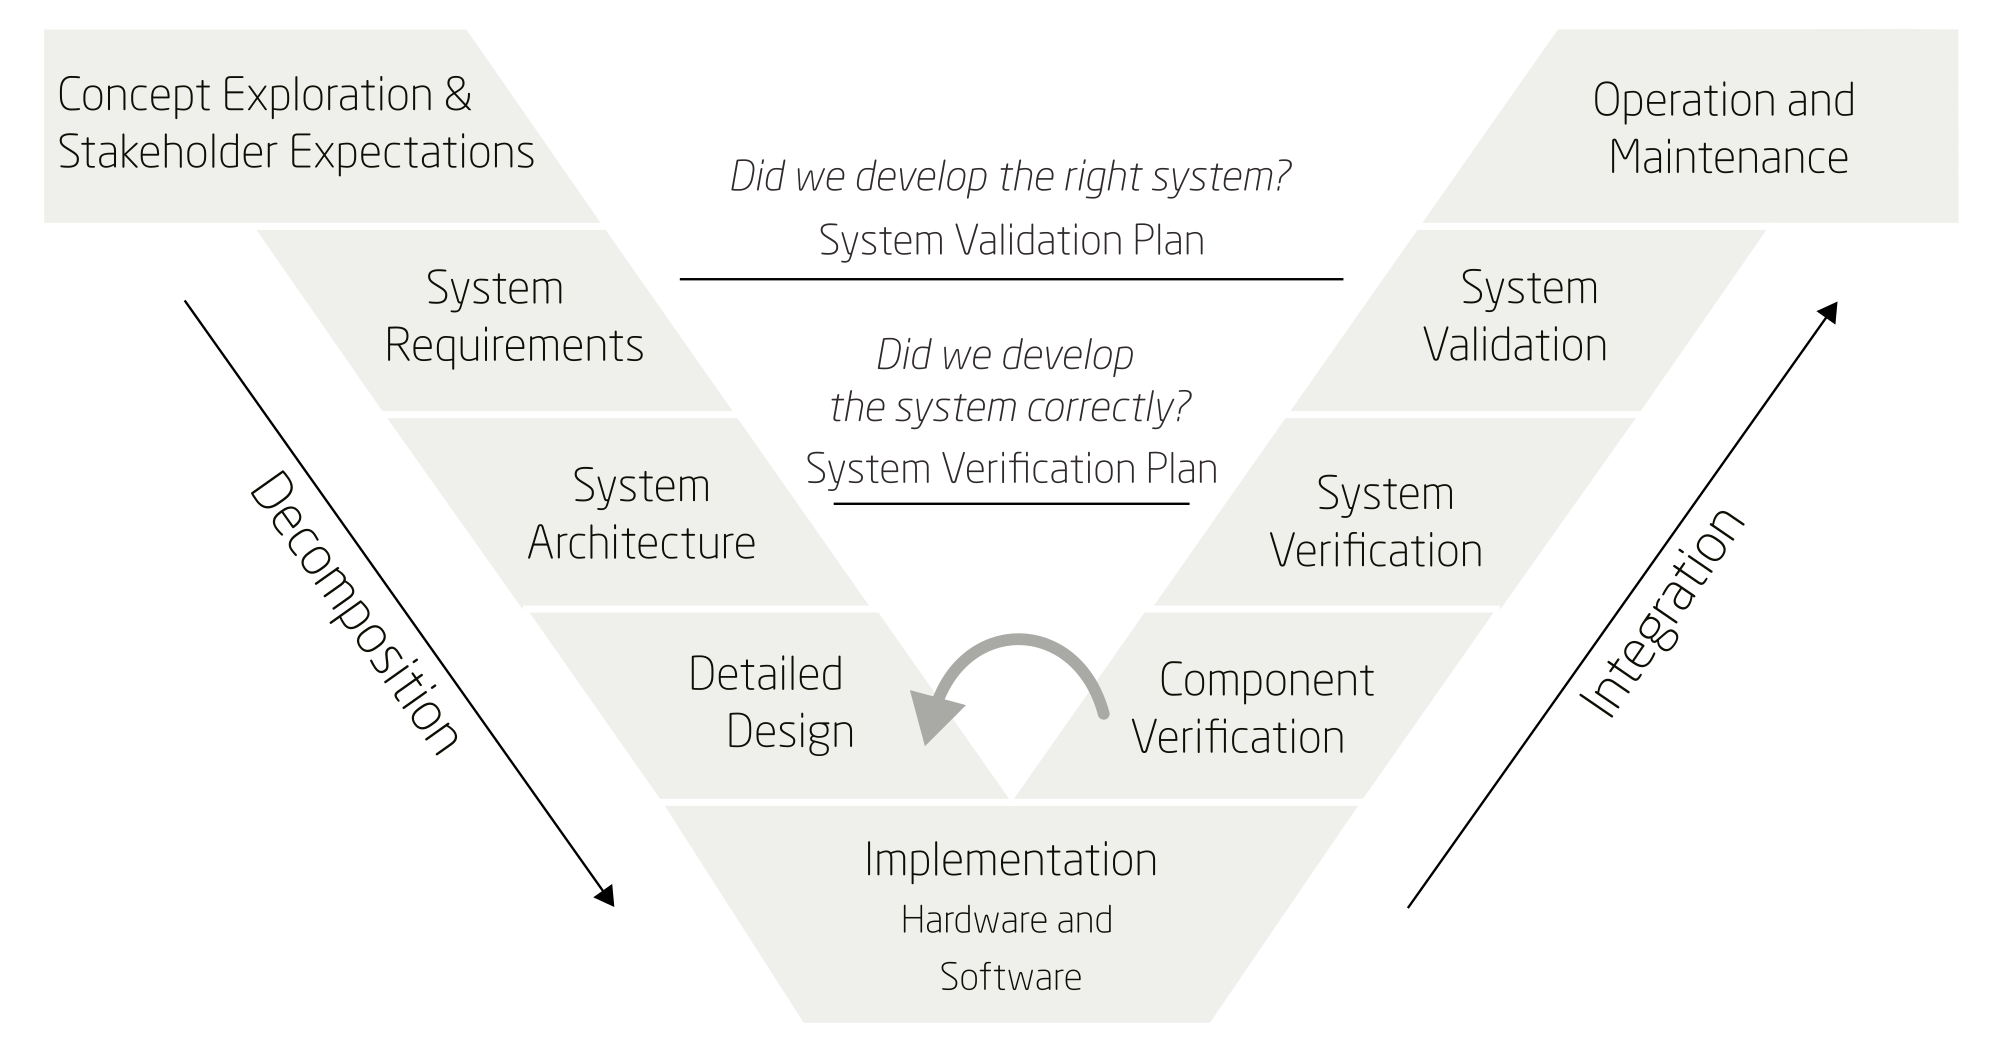 Concept Exploration &
Stakeholder Expectations
System
Requirements
System
Architecture
Detailed
Design
Decomposition
Did we develop the right system?
System Validation Plan
Did we develop
the system correctly?
System Verification Plan
Implementation
Hardware and
Software
Operation and
Maintenance
System
Validation
System
Verification
Component
Verification
Integration